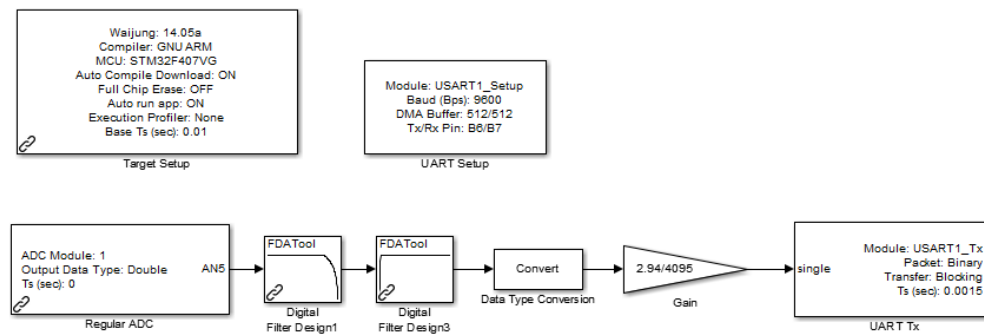 Waijung: 14.05a
Compiler: GNU ARM
MCU: STM32F407VG
Auto Compile Download: ON
Full Chip Erase: OFF
Auto run app: ON
Execution Profiler: None
Base Ts (sec): 0.01
Target Setup
Module: USART1_Setup
Baud (Bps): 9600
DMA Buffer: 512/512
Tx/Rx Pin: B6/B7
UART Setup
ADC Module: 1
Output Data Type: Double
Ts (sec): 0
AN5
Regular ADC
FDATool
Digital
Filter Design1
FDATool
Digital
Filter Design3
Convert
Data Type Conversion
2.94/4095
Gain
single
Module: USART1_Tx
Packet: Binary
Transfer: Blocking
Ts (sec): 0.0015
UART Tx